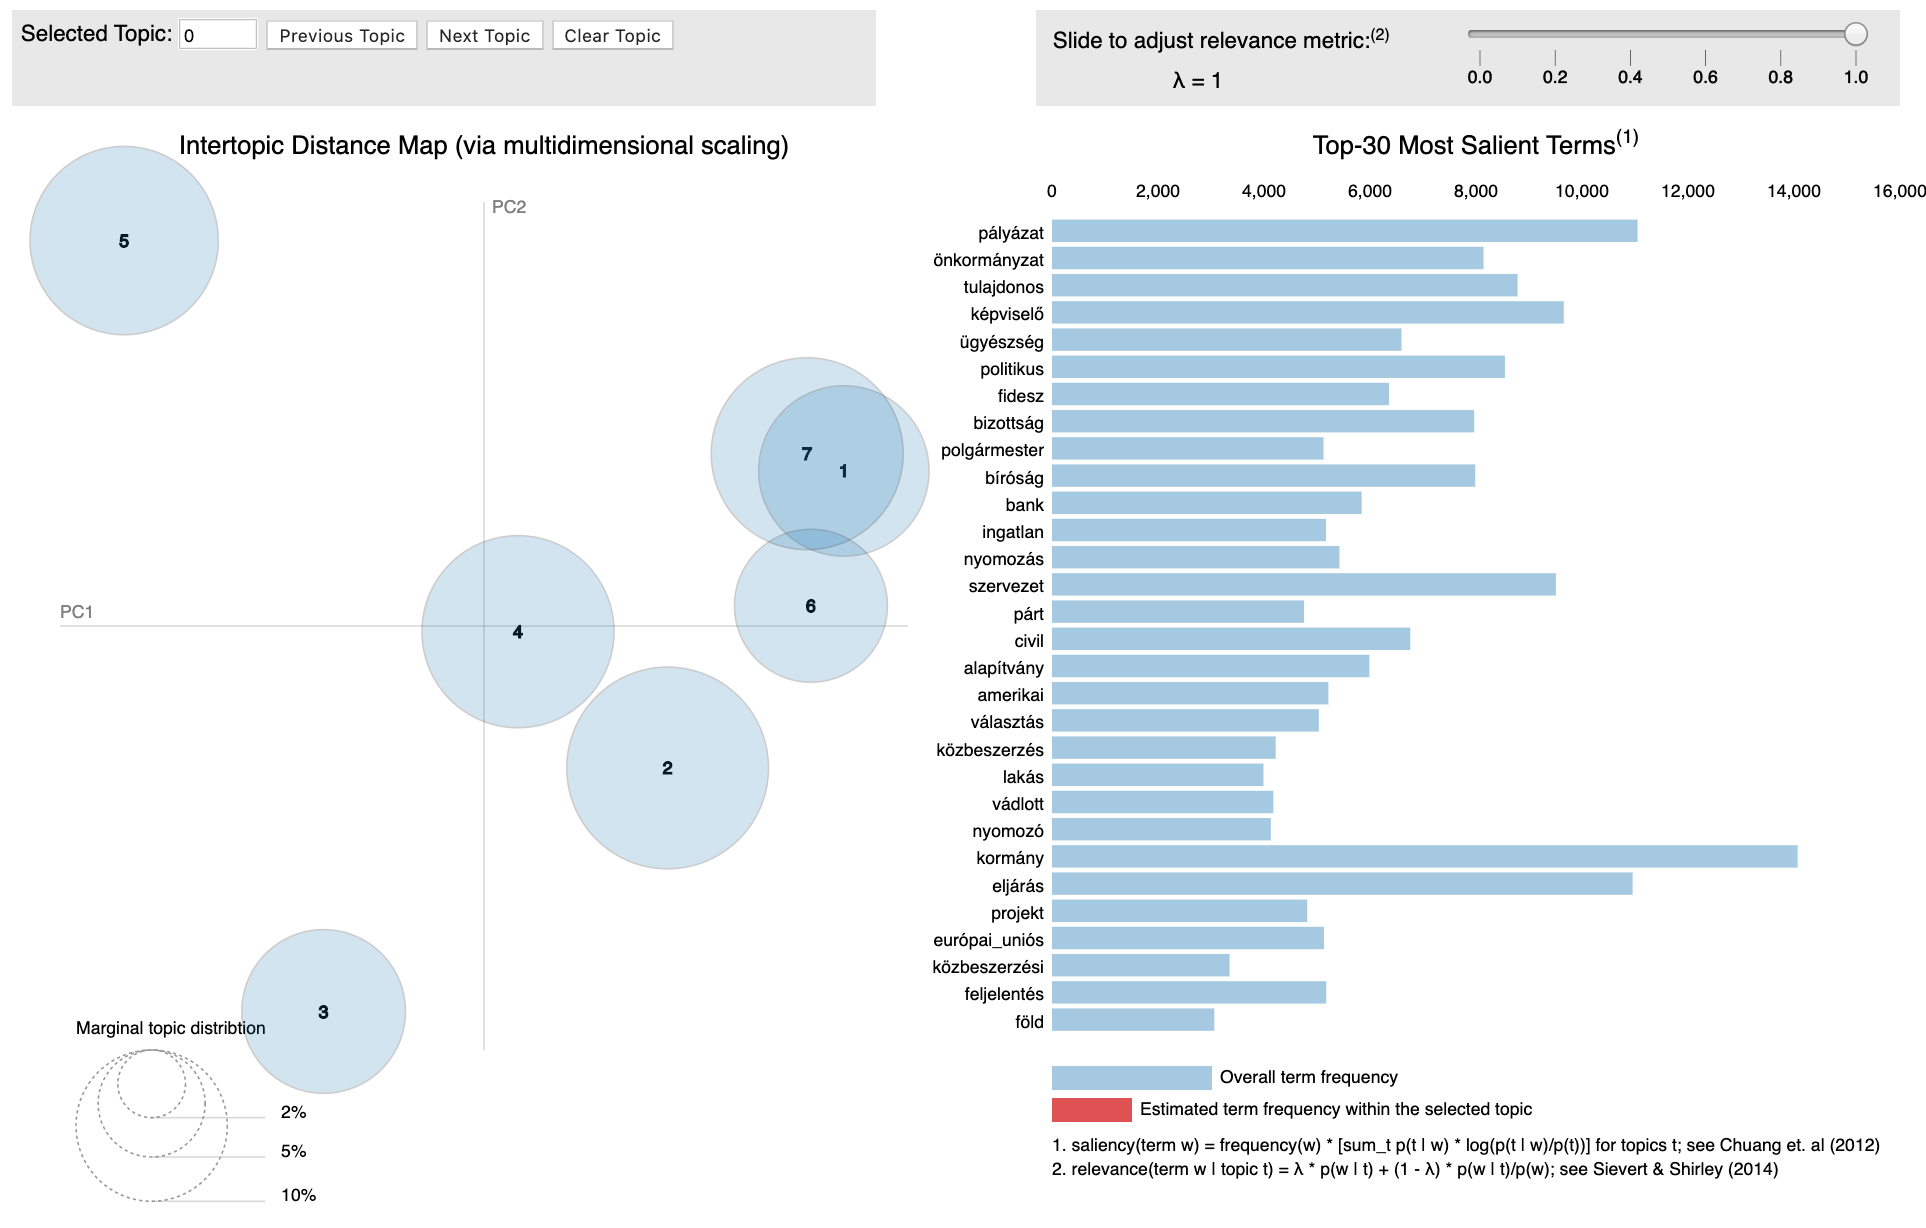 Selected Topic: 0 Previous Topic Next Topic Clear Topic
Slide to adjust relevance metric:(2)
λ = 1
0.0 0.2 0.4 0.6 0.8 1.0
Intertopic Distance Map (via multidimensional scaling)
PC2
PC1
5
7
1
6
4
2
3
Marginal topic distribtion
2%
5%
10%
Top-30 Most Salient Terms(1)
0 2,000 4,000 6,000 8,000 10,000 12,000 14,000 16,000
pályázat
önkormányzat
tulajdonos
képviselő
ügyészség
politikus
fidesz
bizottság
polgármester
bíróság
bank
ingatlan
nyomozás
szervezet
párt
civil
alapítvány
amerikai
választás
közbeszerzés
lakás
vádlott
nyomozó
kormány
eljárás
projekt
európai_uniós
közbeszerzési
feljelentés
föld
Overall term frequency
Estimated term frequency within the selected topic
1. saliency(term w) = frequency(w) * [sum_t p(t | w) * log(p(t | w)/p(t))] for topics t; see Chuang et. al (2012)
2. relevance(term w | topic t) = λ * p(w | t) + (1 - λ) * p(w | t)/p(w); see Sievert & Shirley (2014)